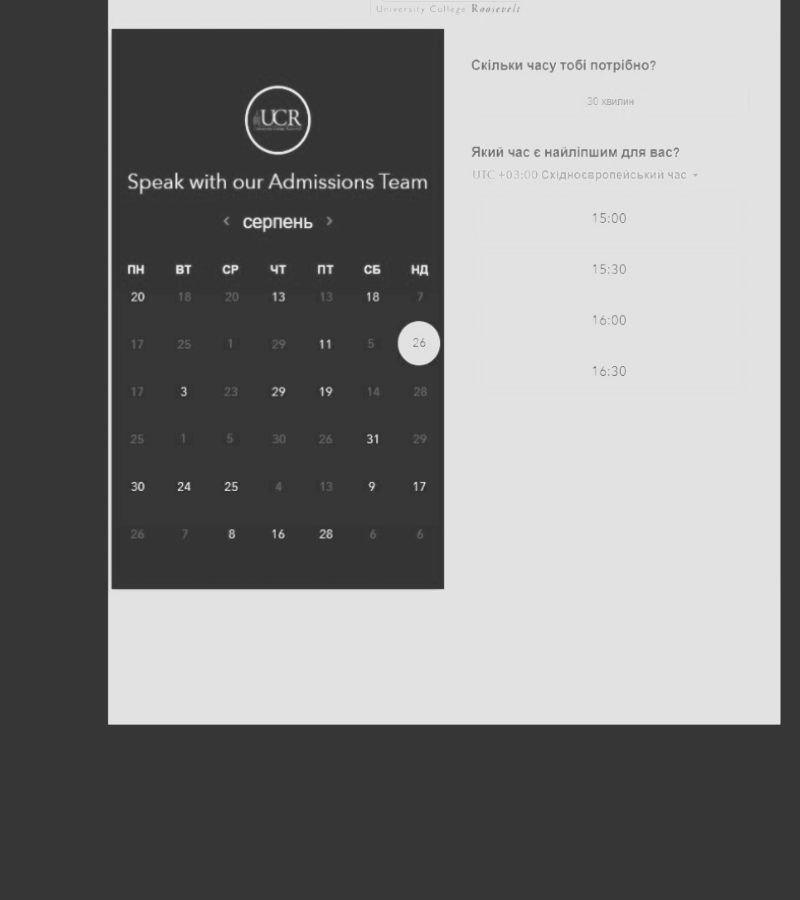 University College Roosevelt
UCR
Speak with our Admissions Team
< серпень >
ПН ВТ СР ЧТ ПТ СБ НД
20 18 20 13 13 18 7
17 25 1 29 11 5 26
17 3 23 29 19 14 28
25 1 5 30 26 31 29
30 24 25 4 13 9 17
26 7 8 16 28 6 6
Скільки часу тобі потрібно?
30 хвилин
Який час є найліпшим для вас?
UTC +03:00 Східноєвропейський час
15:00
15:30
16:00
16:30